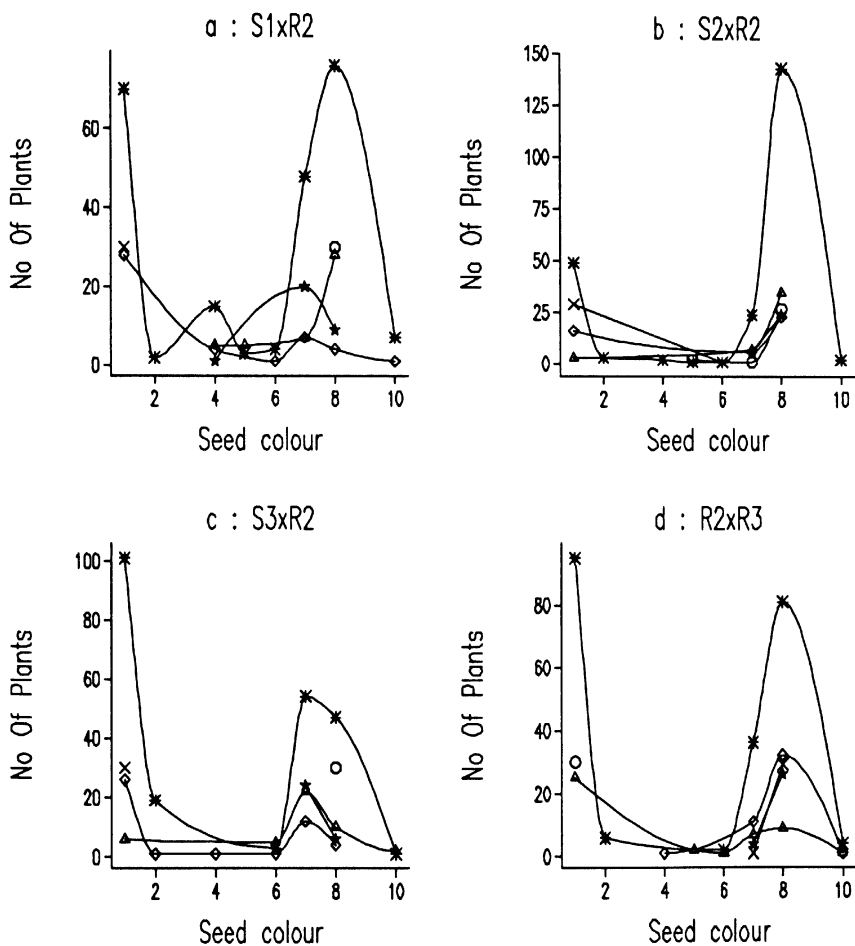 a : S1xR2
No Of Plants
60
40
20
0
2 4 6 8 10
Seed colour
b : S2xR2
No Of Plants
150
125
100
75
50
25
0
2 4 6 8 10
Seed colour
c : S3xR2
No Of Plants
100
80
60
40
20
0
2 4 6 8 10
Seed colour
d : R2xR3
No Of Plants
80
60
40
20
0
2 4 6 8 10
Seed colour